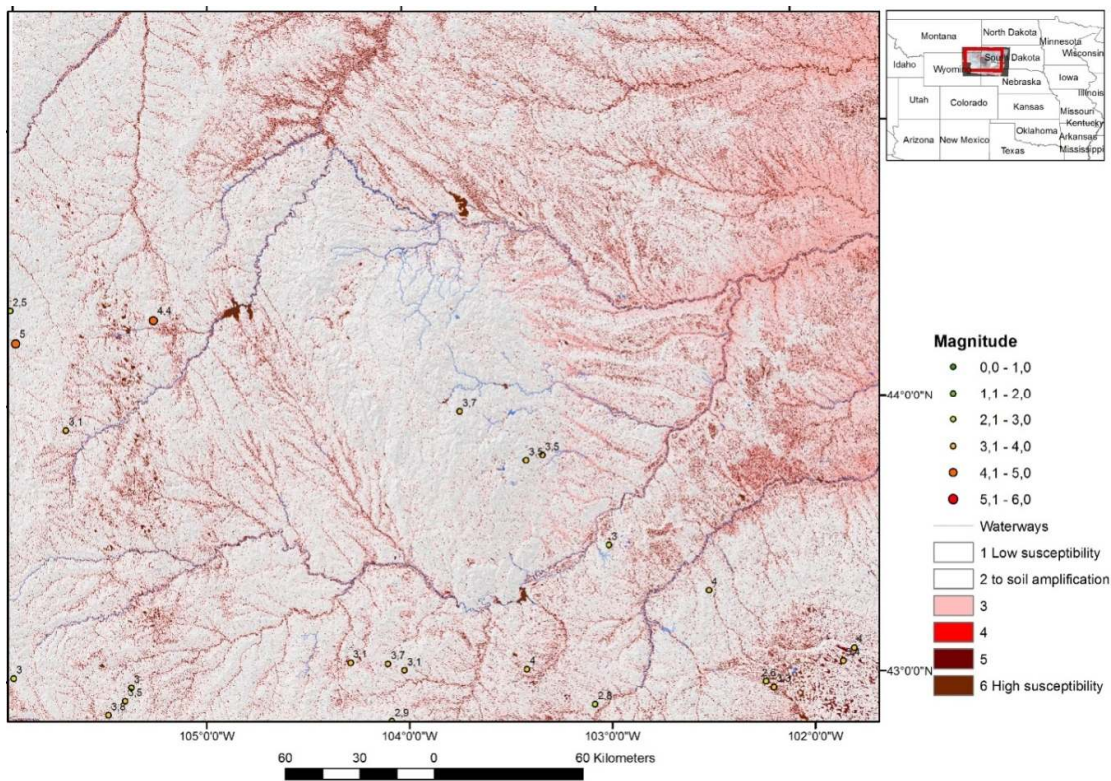 Montana
North Dakota
Minnesota
Wisconsin
Idaho
Wyomin
South Dakota
Iowa
Nebraska
Illinois
Utah
Colorado
Kansas
Missouri
Kentucky
Arizona
New Mexico
Oklahoma
Arkansas
Mississippi
Texas
2,5
5
4,4
3,1
3,7
3,5
3
4
3,1
3,7
3,1
4
4
3
3
3,5
3,8
2,9
2,8
44°0'0"N
43°0'0"N
105°0'0"W
104°0'0"W
103°0'0"W
102°0'0"W
60 30 0 60 Kilometers
Magnitude
0,0 - 1,0
1,1 - 2,0
2,1 - 3,0
3,1 - 4,0
4,1 - 5,0
5,1 - 6,0
Waterways
1 Low susceptibility
2 to soil amplification
3
4
5
6 High susceptibility